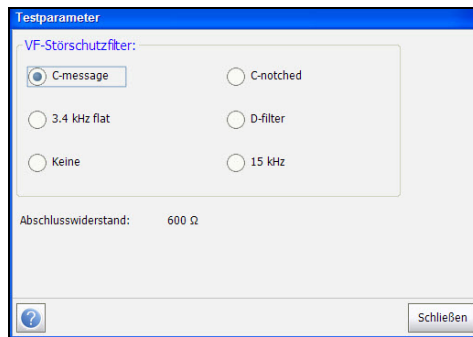 Testparameter
VF-Störschutzfilter:
C-message
C-notched
3.4 kHz flat
D-filter
Keine
15 kHz
Abschlusswiderstand: 600 Ω
?
Schließen